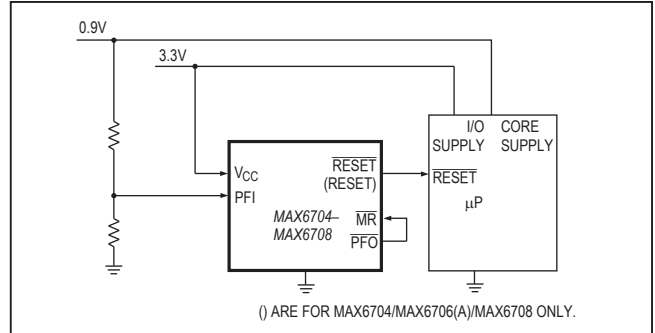 0.9V
3.3V
I/O SUPPLY
CORE SUPPLY
VCC
RESET
(RESET)
RESET
PFI
μP
MAX6704–
MAX6708
MR
PFO
() ARE FOR MAX6704/MAX6706(A)/MAX6708 ONLY.